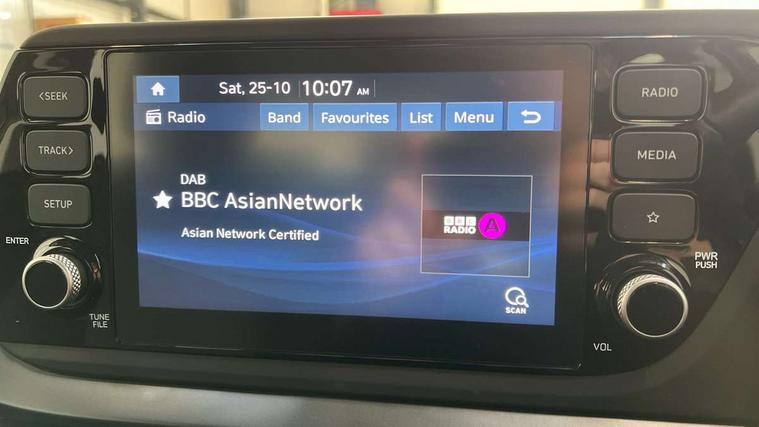 <SEEK
TRACK>
SETUP
ENTER
TUNE
FILE
Sat, 25-10 10:07 AM
Radio Band Favourites List Menu
DAB
BBC AsianNetwork
Asian Network Certified
BBC
RADIO A
SCAN
RADIO
MEDIA
PWR
PUSH
VOL